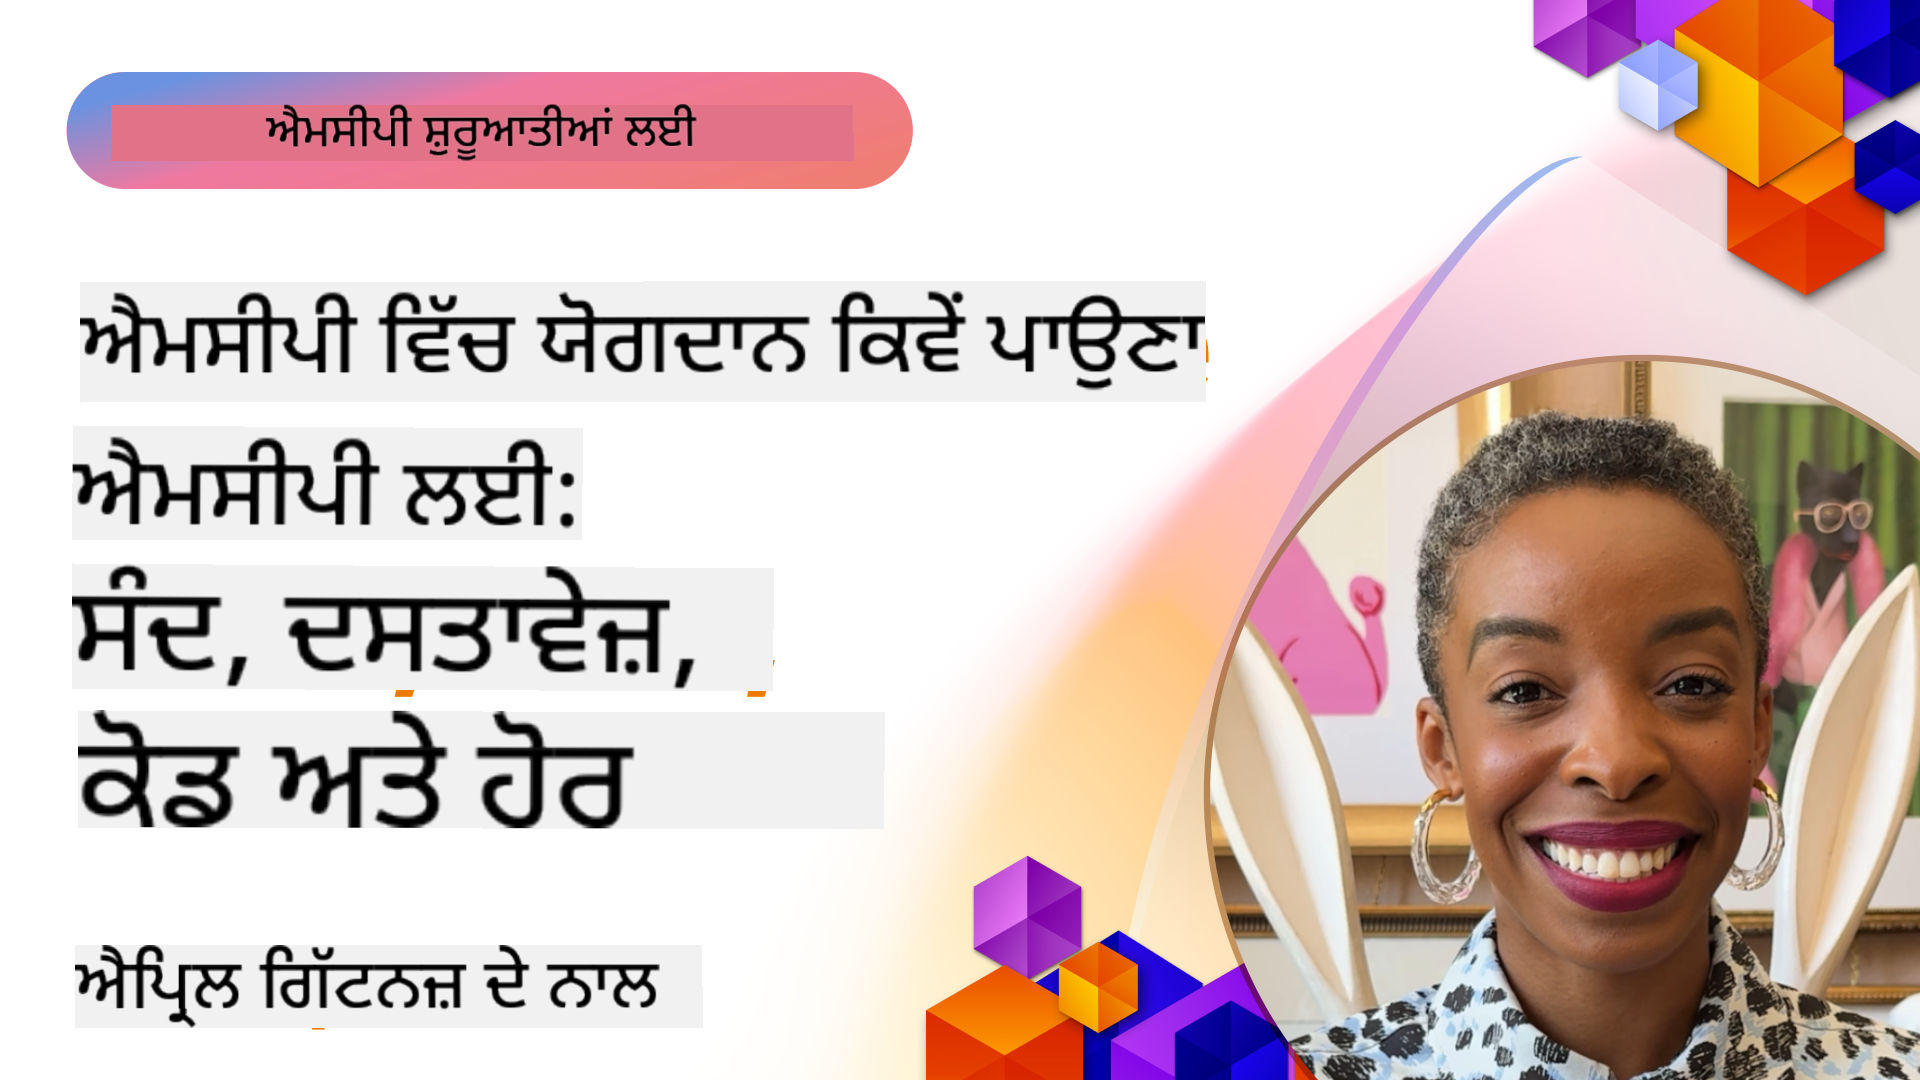 ਐਮਸੀਪੀ ਸ਼ੁਰੂਆਤੀਆਂ ਲਈ
ਐਮਸੀਪੀ ਵਿੱਚ ਯੋਗਦਾਨ ਕਿਵੇਂ ਪਾਉਣਾ
ਐਮਸੀਪੀ ਲਈ:
ਸੰਦ, ਦਸਤਾਵੇਜ਼,
ਕੋਡ ਅਤੇ ਹੋਰ
ਐਪ੍ਰਿਲ ਗਿੱਟਨਜ਼ ਦੇ ਨਾਲ